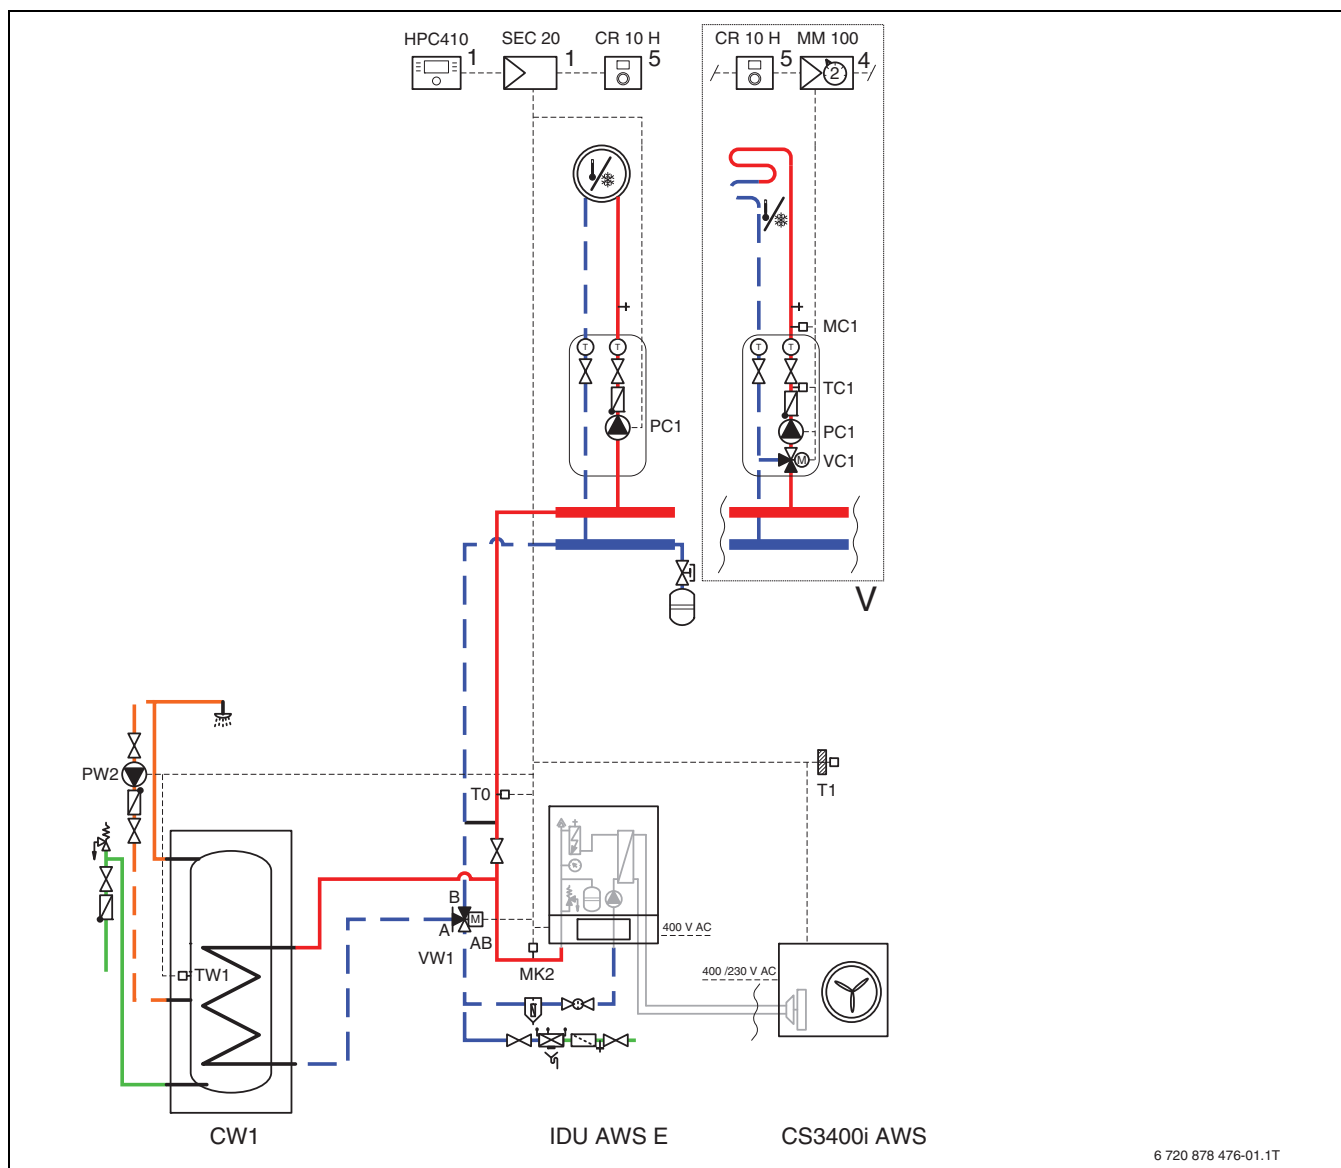 HPC410 SEC 20 CR 10 H CR 10 H MM 100
1 1 5 5 2 4
MC1
T T T T
TC1
PC1 PC1
M VC1
V
PW2
T0 T1
B
A M
AB
VW1
400 V AC
TW1 MK2 400 /230 V AC
CW1 IDU AWS E CS3400i AWS
6 720 878 476-01.1T